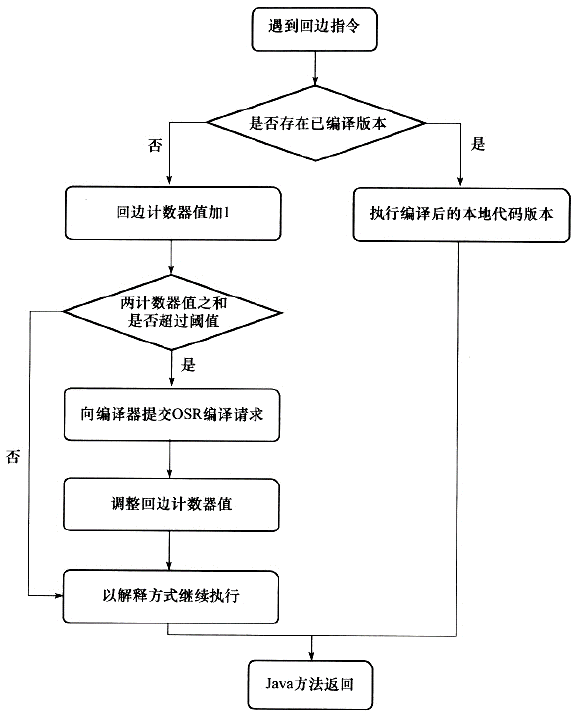 遇到回边指令
是否存在已编译版本
否
是
回边计数器值加1
执行编译后的本地代码版本
两计数器值之和
是否超过阈值
是
向编译器提交OSR编译请求
否
调整回边计数器值
以解释方式继续执行
Java方法返回